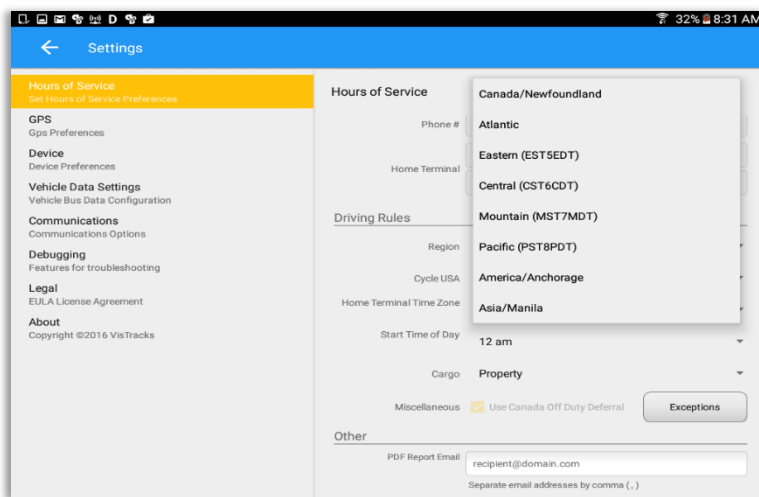 D
32%
8:31 AM
Settings
Hours of Service
Set Hours of Service Preferences
GPS
Gps Preferences
Device
Device Preferences
Vehicle Data Settings
Vehicle Bus Data Configuration
Communications
Communications Options
Debugging
Features for troubleshooting
Legal
EULA License Agreement
About
Copyright ©2016 VisTracks
Hours of Service
Phone #
Home Terminal
Driving Rules
Region
Cycle USA
Home Terminal Time Zone
Canada/Newfoundland
Atlantic
Eastern (EST5EDT)
Central (CST6CDT)
Mountain (MST7MDT)
Pacific (PST8PDT)
America/Anchorage
Asia/Manila
Start Time of Day
12 am
Cargo
Property
Miscellaneous
Use Canada Off Duty Deferral
Exceptions
Other
PDF Report Email
recipient@domain.com
Separate email addresses by comma ( , )